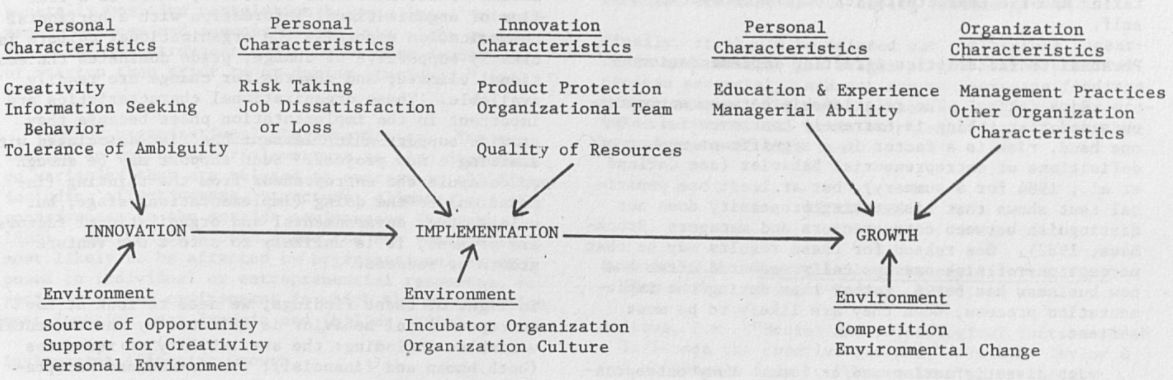 Personal
Characteristics
Creativity
Information Seeking
Behavior
Tolerance of Ambiguity
Personal
Characteristics
Risk Taking
Job Dissatisfaction
or Loss
Innovation
Characteristics
Product Protection
Organizational Team
Quality of Resources
Personal
Characteristics
Education & Experience
Managerial Ability
Organization
Characteristics
Management Practices
Other Organization
Characteristics
INNOVATION
IMPLEMENTATION
GROWTH
Environment
Source of Opportunity
Support for Creativity
Personal Environment
Environment
Incubator Organization
Organization Culture
Environment
Competition
Environmental Change